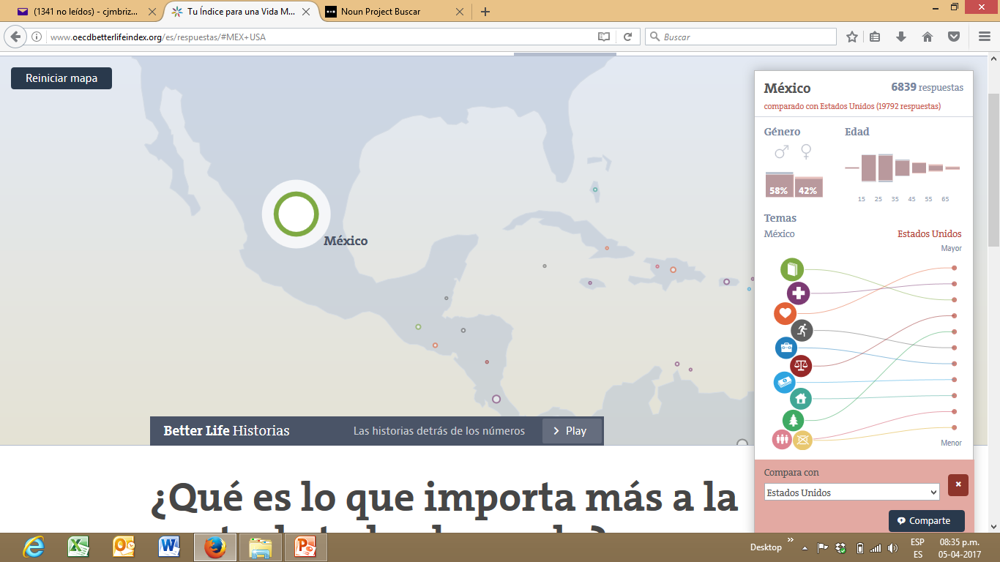 (1341 no leídos) - cjmbriz...
Tu Índice para una Vida M...
Noun Project Buscar
www.oecdbetterlifeindex.org/es/respuestas/#MEX+USA
Buscar
Reiniciar mapa
México
México
6839 respuestas
comparado con Estados Unidos (19792 respuestas)
Género
Edad
58%
42%
15 25 35 45 55 65
Temas
México
Estados Unidos
Mayor
Menor
Better Life Historias
Las historias detrás de los números
Play
¿Qué es lo que importa más a la
Compara con
Estados Unidos
Comparte
Desktop
ESP
ES
08:35 p.m.
05-04-2017